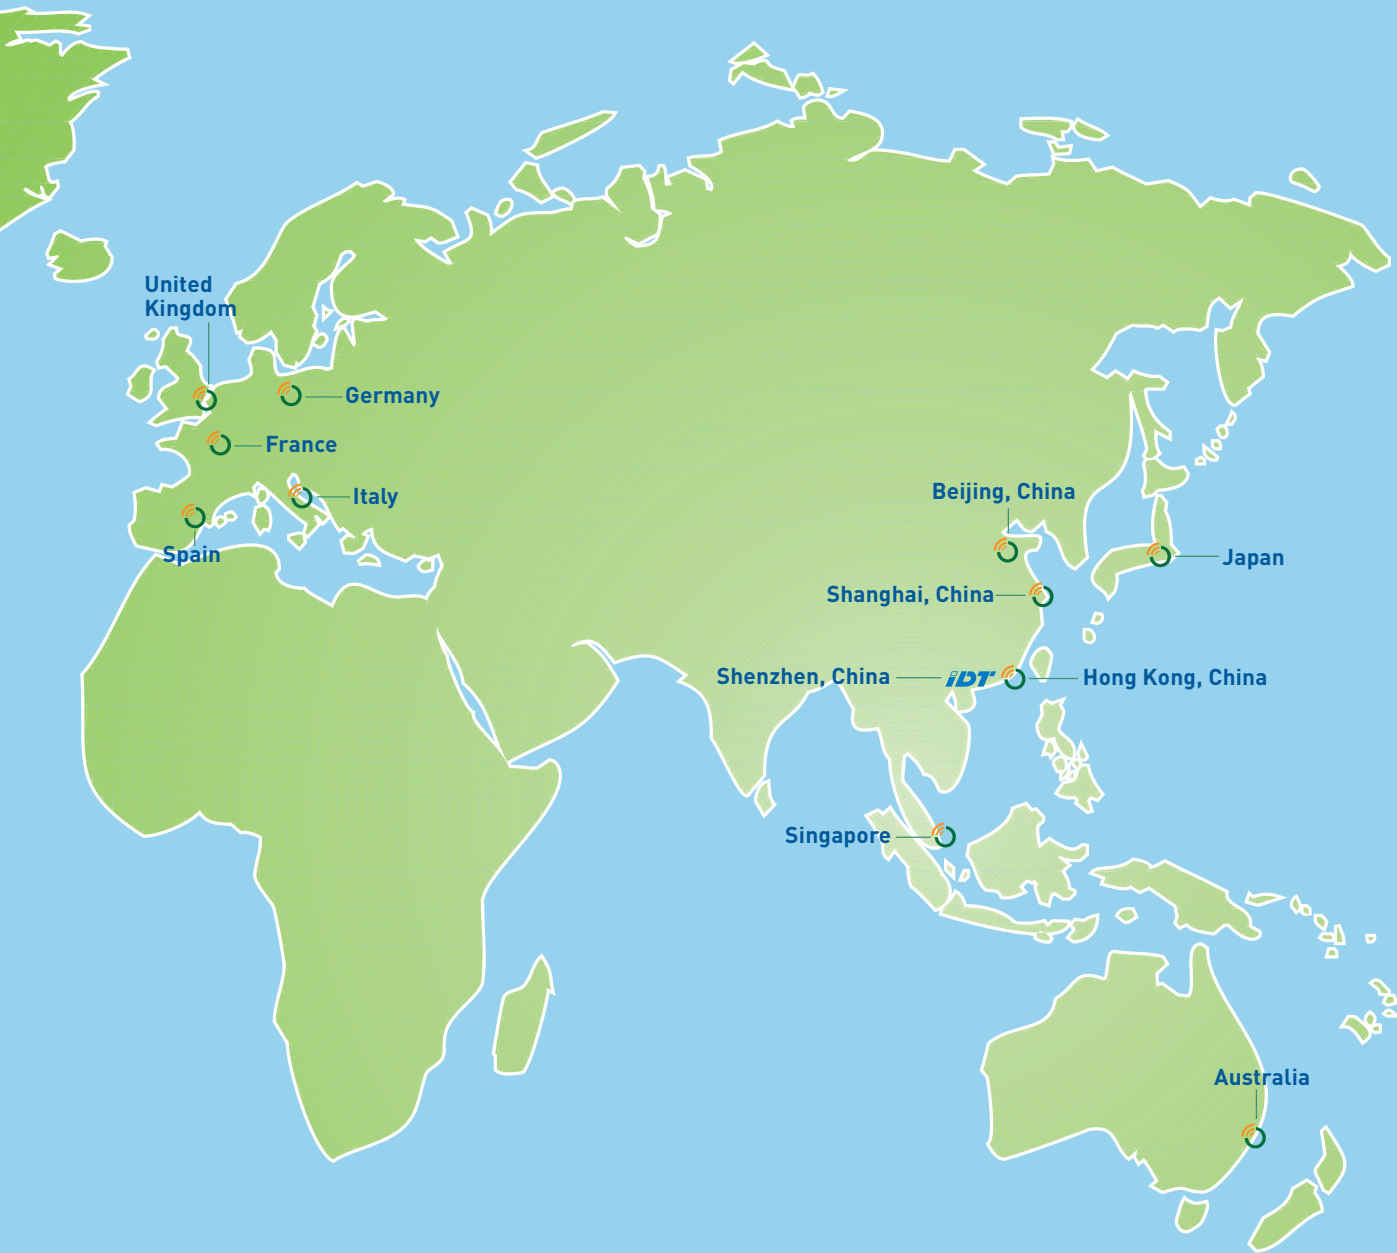 United
Kingdom
Germany
France
Italy
Spain
Beijing, China
Japan
Shanghai, China
Shenzhen, China
IDT
Hong Kong, China
Singapore
Australia